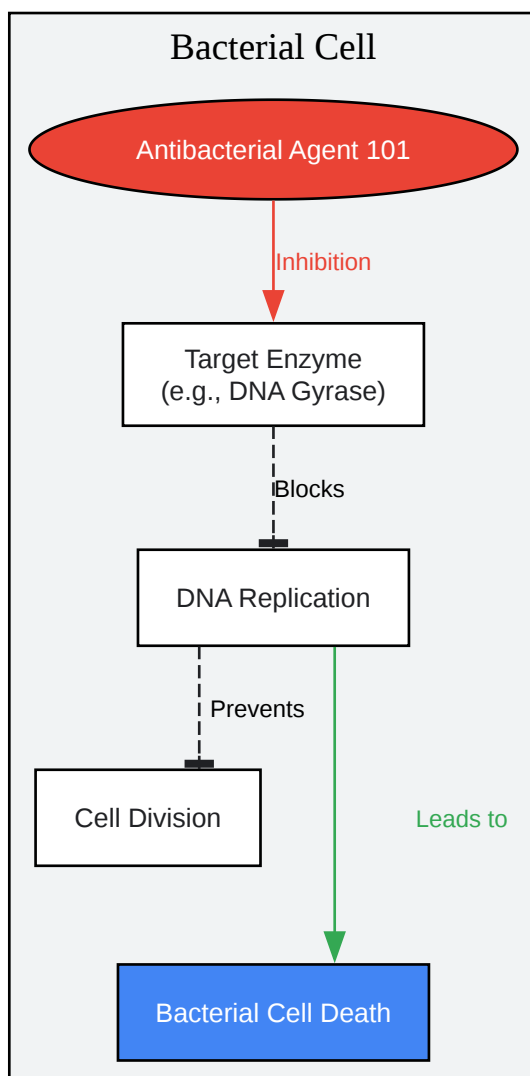 Bacterial Cell
Antibacterial Agent 101
Inhibition
Target Enzyme
(e.g., DNA Gyrase)
Blocks
DNA Replication
Prevents
Cell Division
Leads to
Bacterial Cell Death